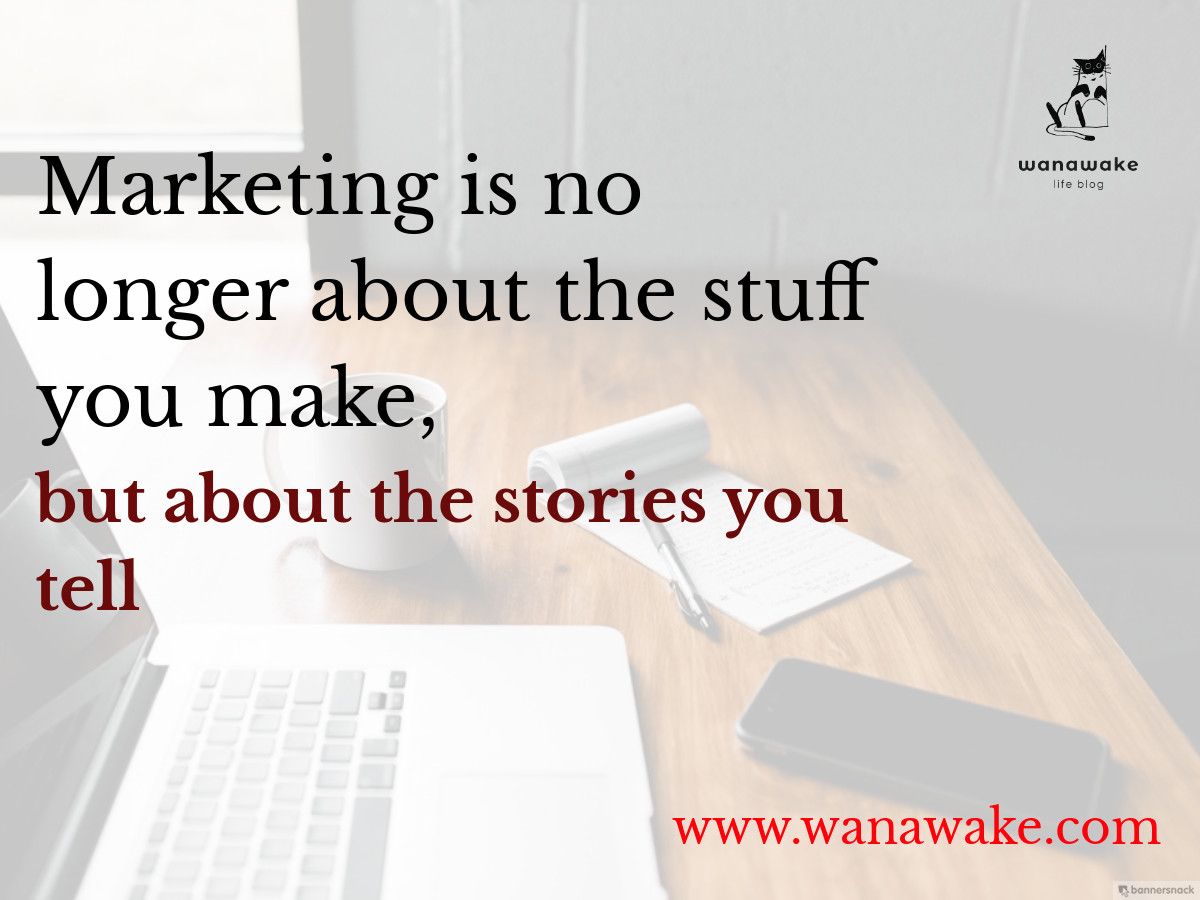 wanawake
life blog
Marketing is no
longer about the stuff
you make,
but about the stories you
tell
www.wanawake.com
bannersnack